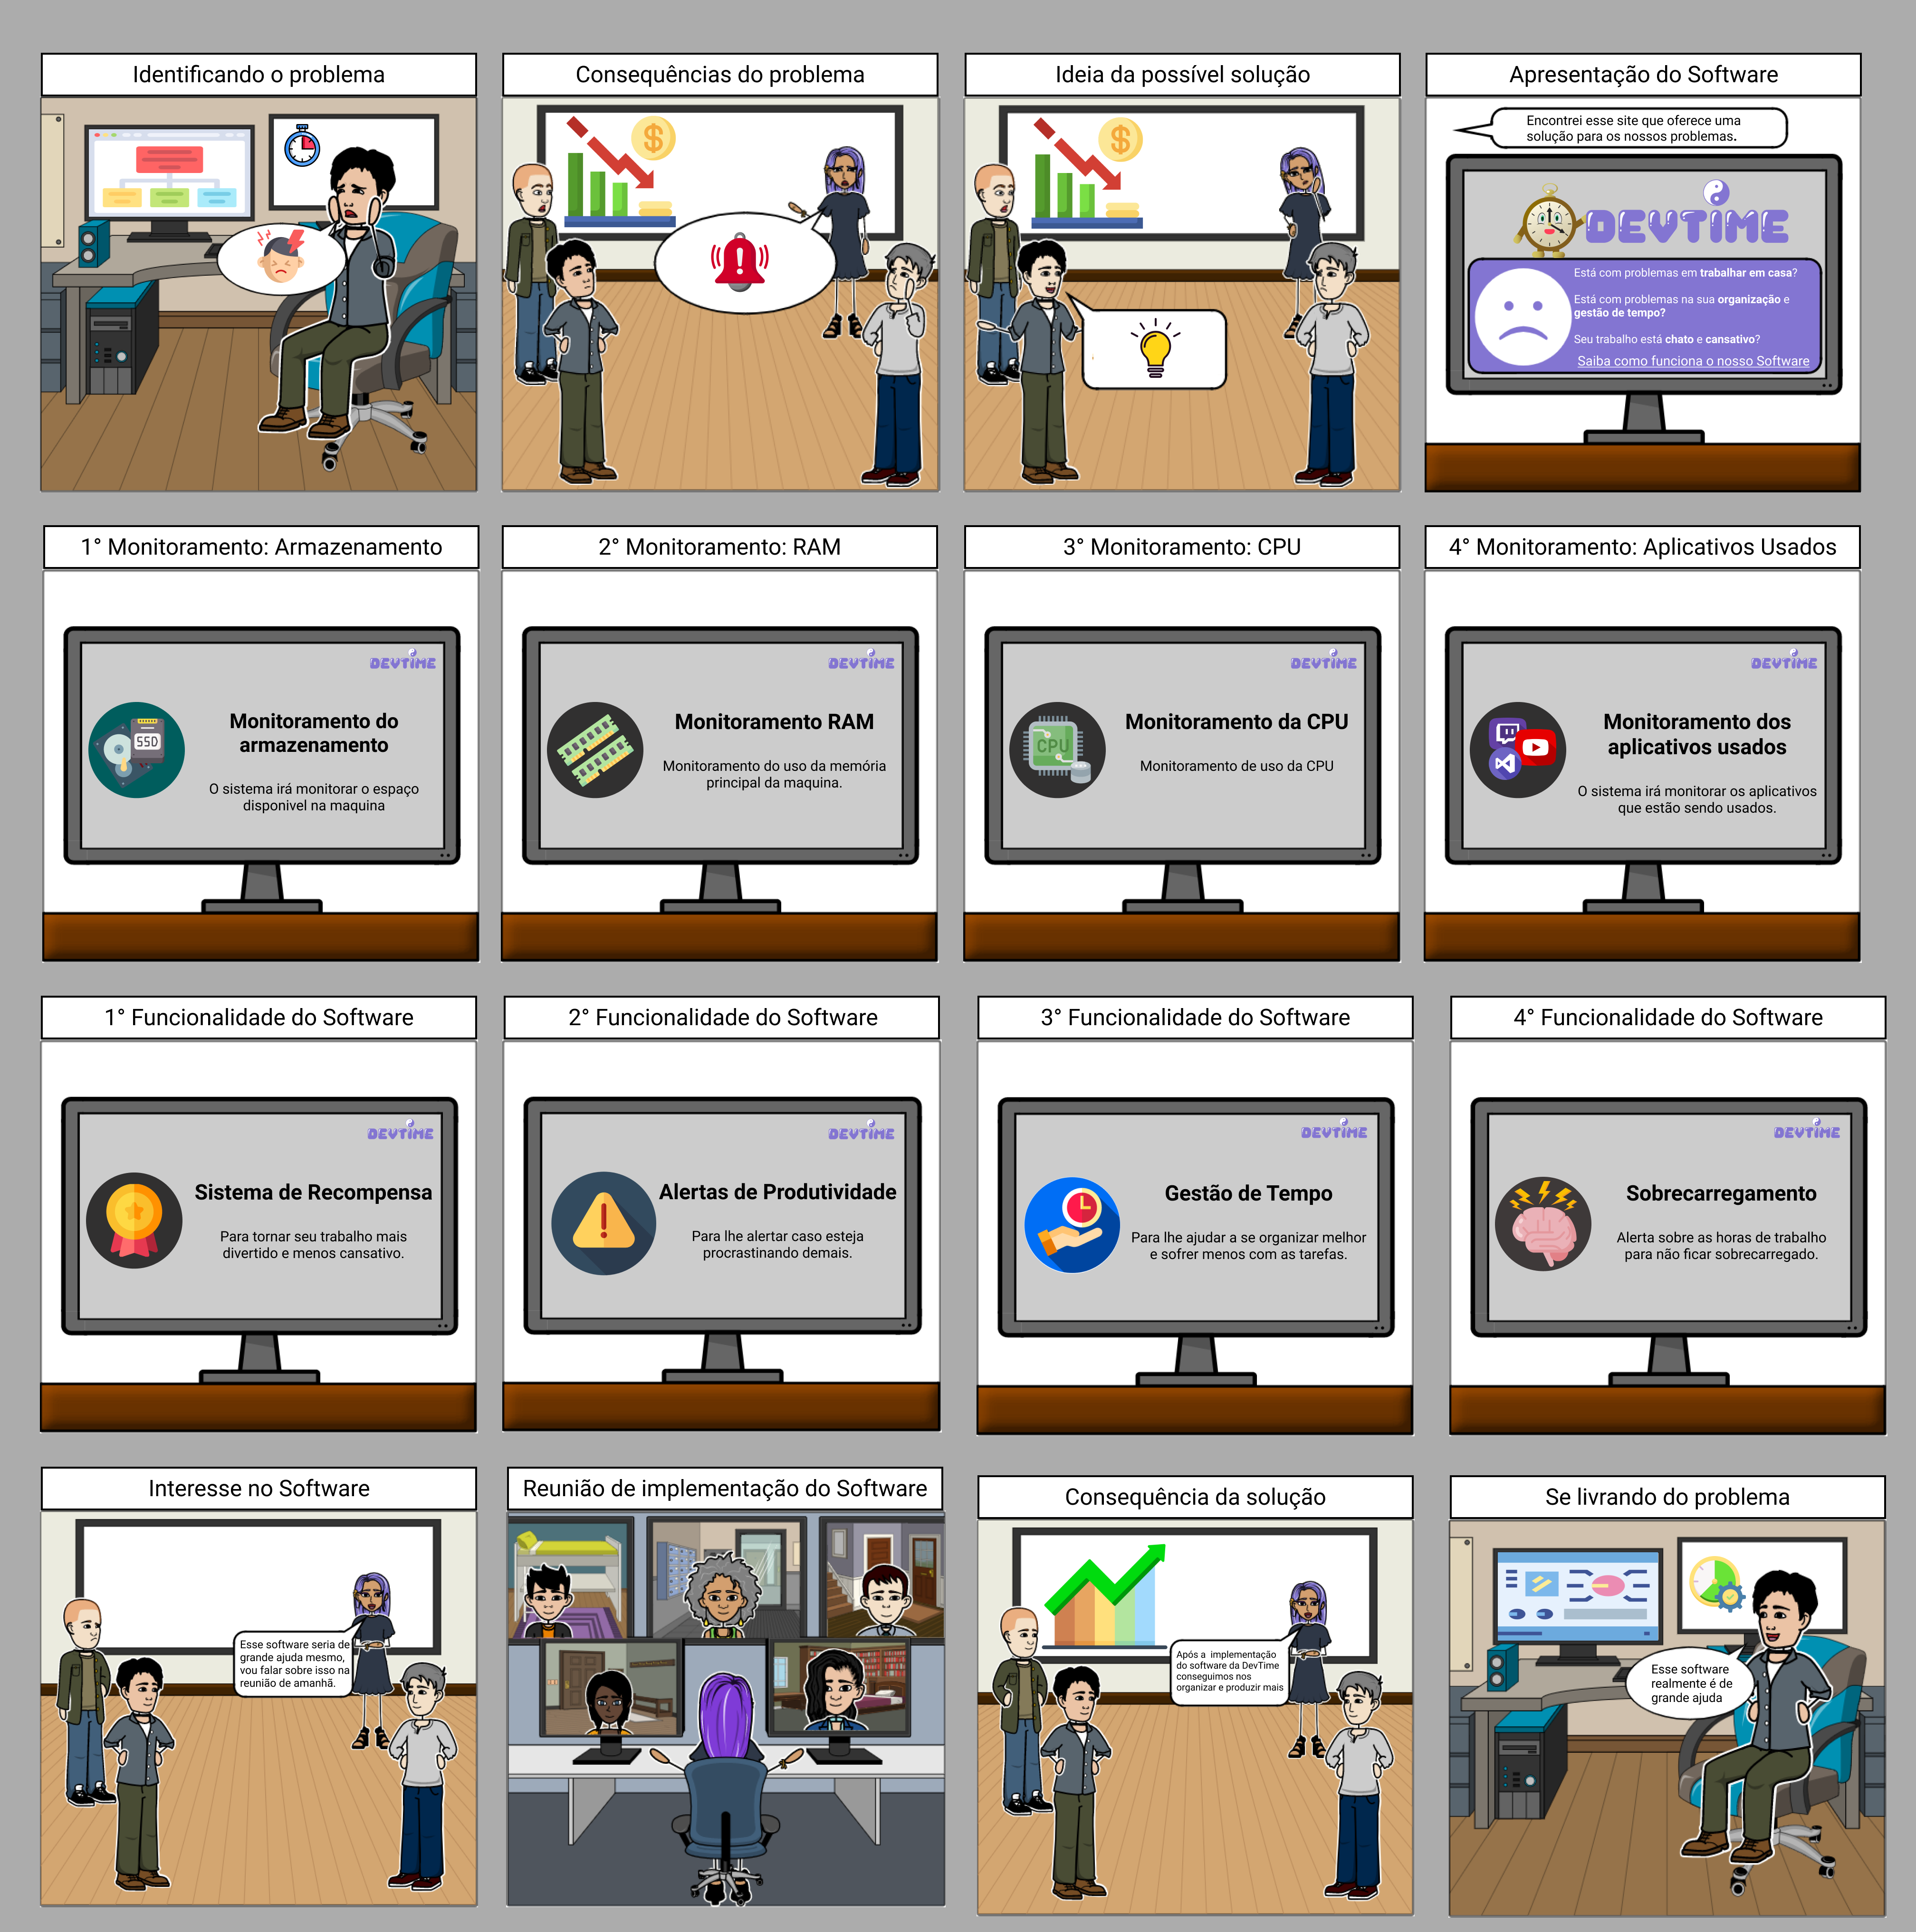 Identificando o problema
Consequências do problema
Ideia da possível solução
Apresentação do Software
$
$
Encontrei esse site que oferece uma
solução para os nossos problemas.
DEVTIME
Está com problemas em trabalhar em casa?
Está com problemas na sua organização e
gestão de tempo?
Seu trabalho está chato e cansativo?
Saiba como funciona o nosso Software
1° Monitoramento: Armazenamento
2° Monitoramento: RAM
3° Monitoramento: CPU
4° Monitoramento: Aplicativos Usados
DEVTIME
SSD
Monitoramento do
armazenamento
O sistema irá monitorar o espaço
disponivel na maquina
DEVTIME
Monitoramento RAM
Monitoramento do uso da memória
principal da maquina.
DEVTIME
CPU
Monitoramento da CPU
Monitoramento de uso da CPU
DEVTIME
Monitoramento dos
aplicativos usados
O sistema irá monitorar os aplicativos
que estão sendo usados.
1° Funcionalidade do Software
2° Funcionalidade do Software
3° Funcionalidade do Software
4° Funcionalidade do Software
DEVTIME
Sistema de Recompensa
Para tornar seu trabalho mais
divertido e menos cansativo.
DEVTIME
Alertas de Produtividade
Para lhe alertar caso esteja
procrastinando demais.
DEVTIME
Gestão de Tempo
Para lhe ajudar a se organizar melhor
e sofrer menos com as tarefas.
DEVTIME
Sobrecarregamento
Alerta sobre as horas de trabalho
para não ficar sobrecarregado.
Interesse no Software
Reunião de implementação do Software
Consequência da solução
Se livrando do problema
Esse software seria de
grande ajuda mesmo,
vou falar sobre isso na
reunião de amanhã.
Após a implementação
do software da DevTime
conseguimos nos
organizar e produzir mais
Esse software
realmente é de
grande ajuda